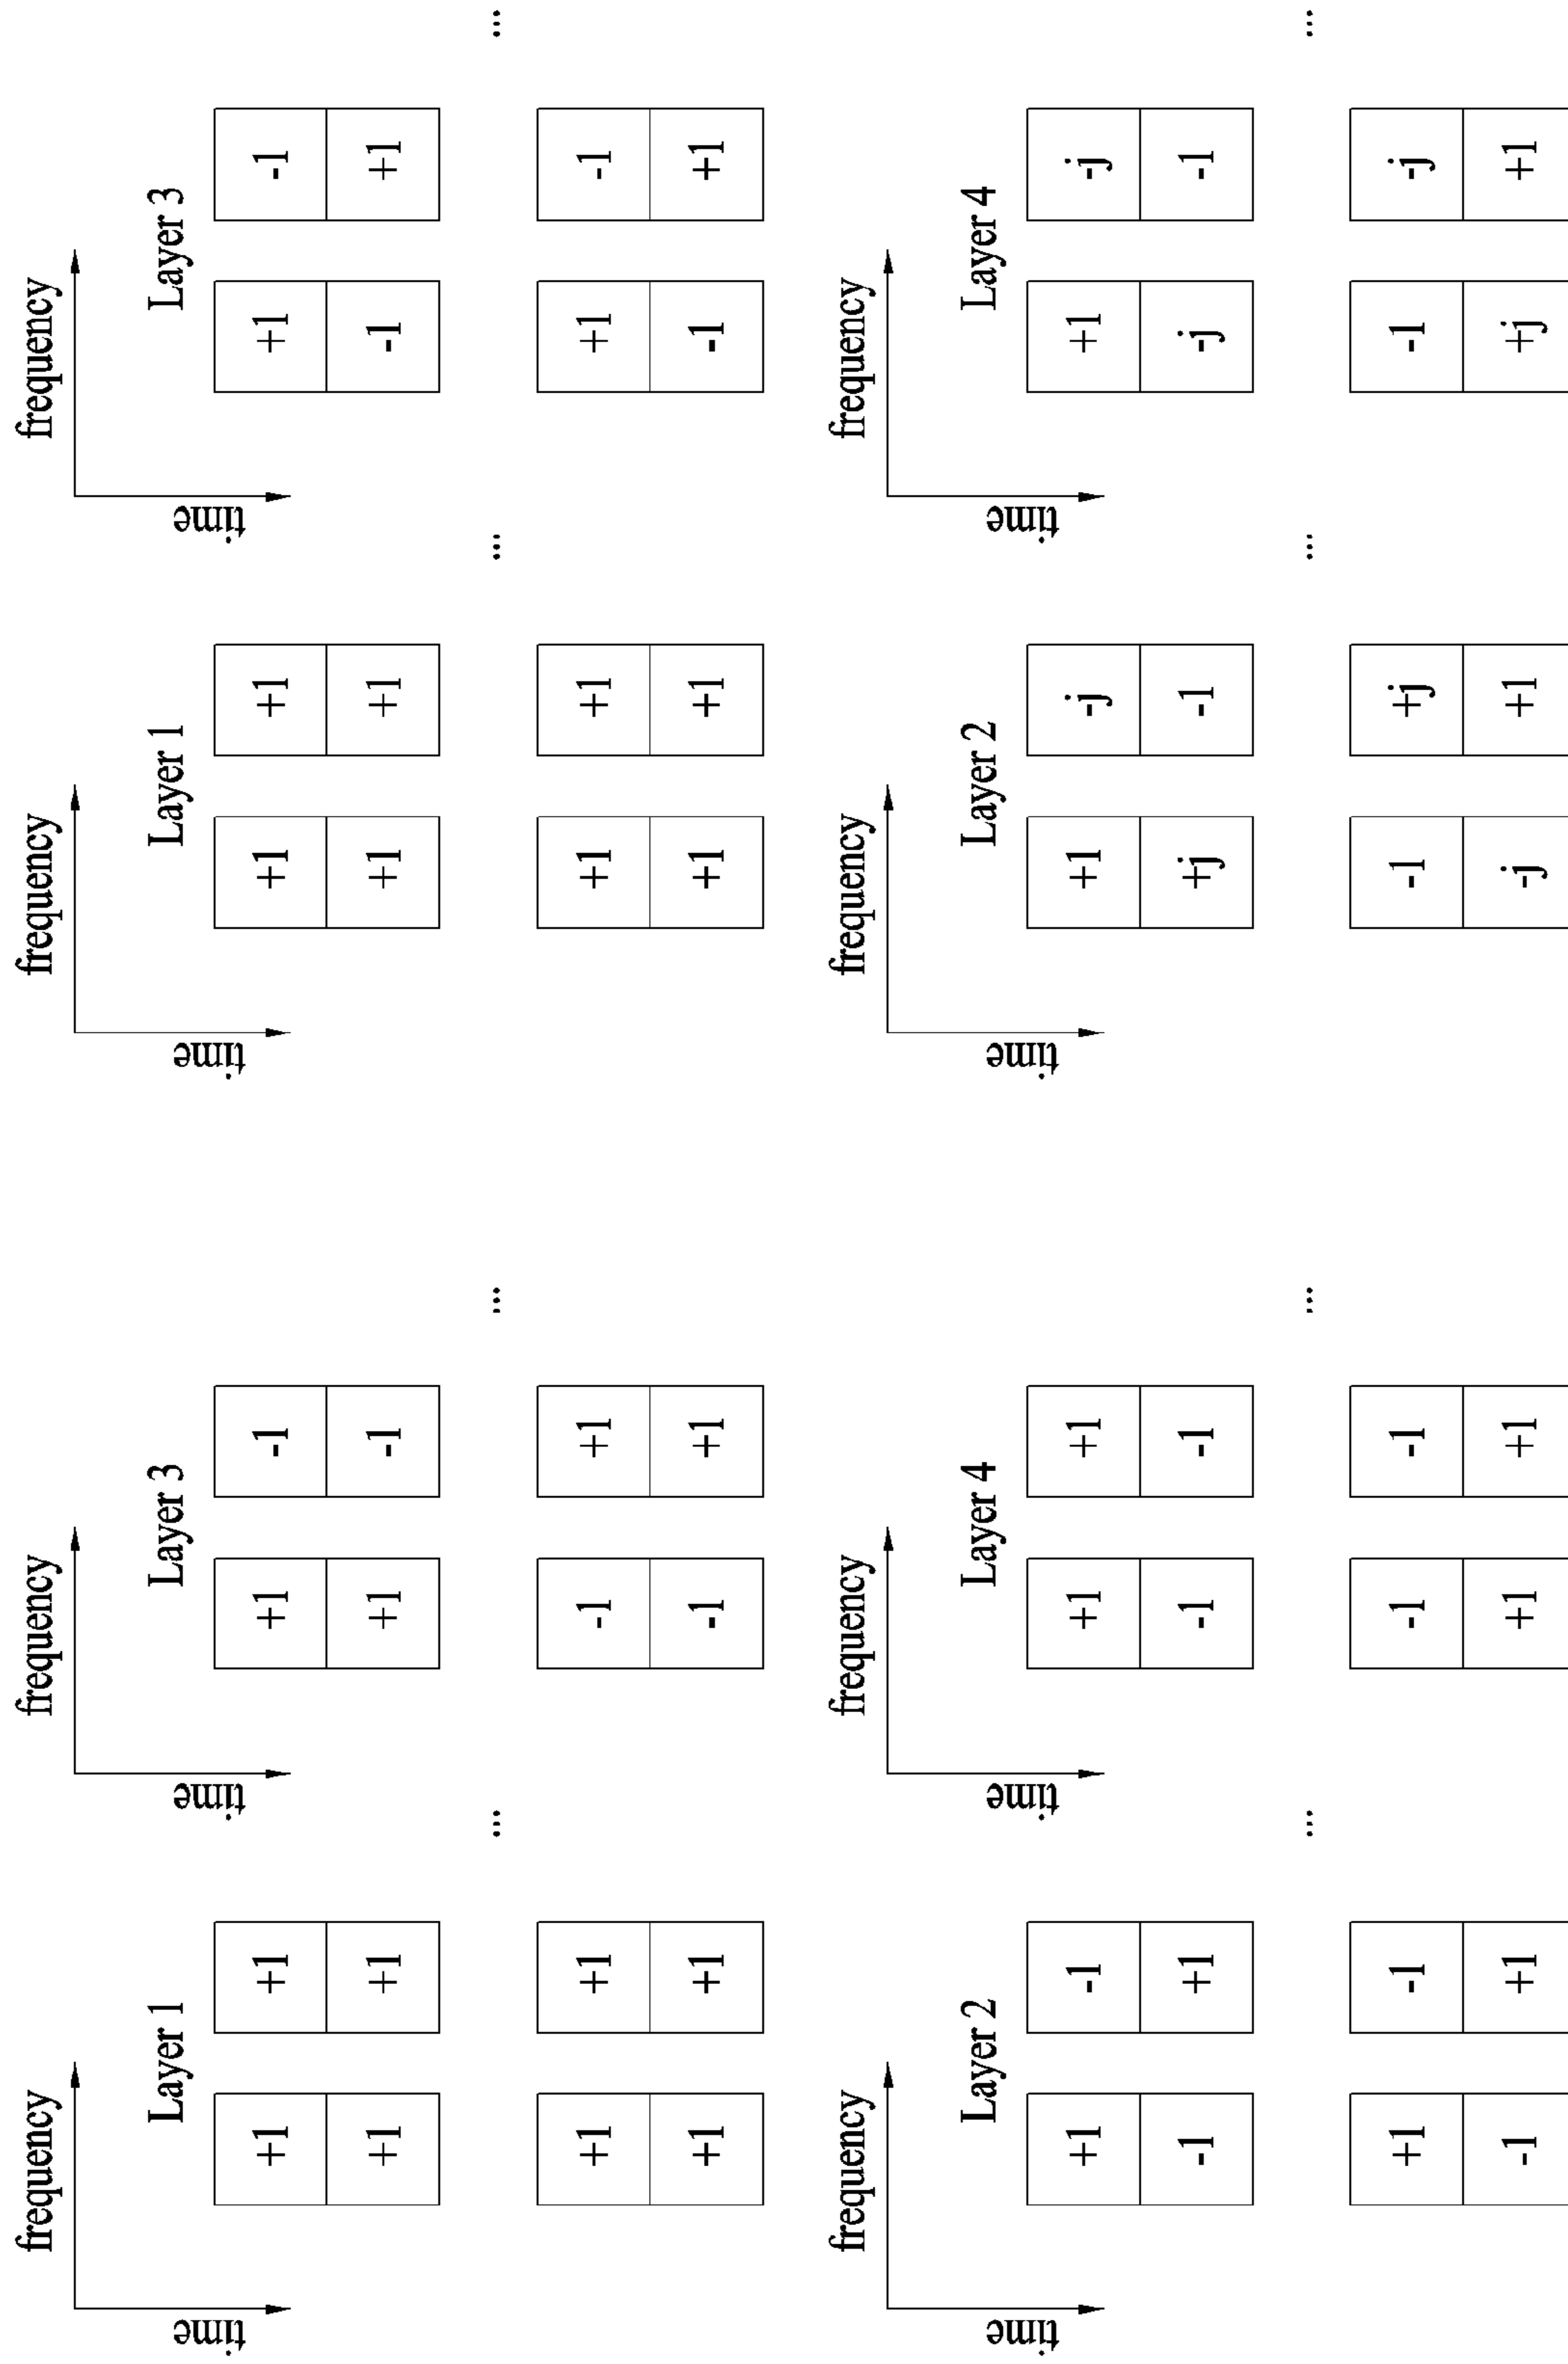 frequency
time
Layer 1
+1 +1
+1 +1
...
+1 +1
+1 +1
frequency
time
Layer 3
+1 -1
+1 -1
...
-1 +1
-1 +1
frequency
time
Layer 2
+1 -1
-1 +1
...
+1 -1
-1 +1
frequency
time
Layer 4
+1 +1
-1 -1
...
-1 -1
+1 +1
frequency
time
Layer 1
+1 +1
+1 +1
...
+1 +1
+1 +1
frequency
time
Layer 3
+1 -1
-1 +1
...
+1 -1
-1 +1
frequency
time
Layer 2
+1 -j
+j -1
...
-1 +j
-j +1
frequency
time
Layer 4
+1 -j
-j -1
...
-1 -j
+j +1